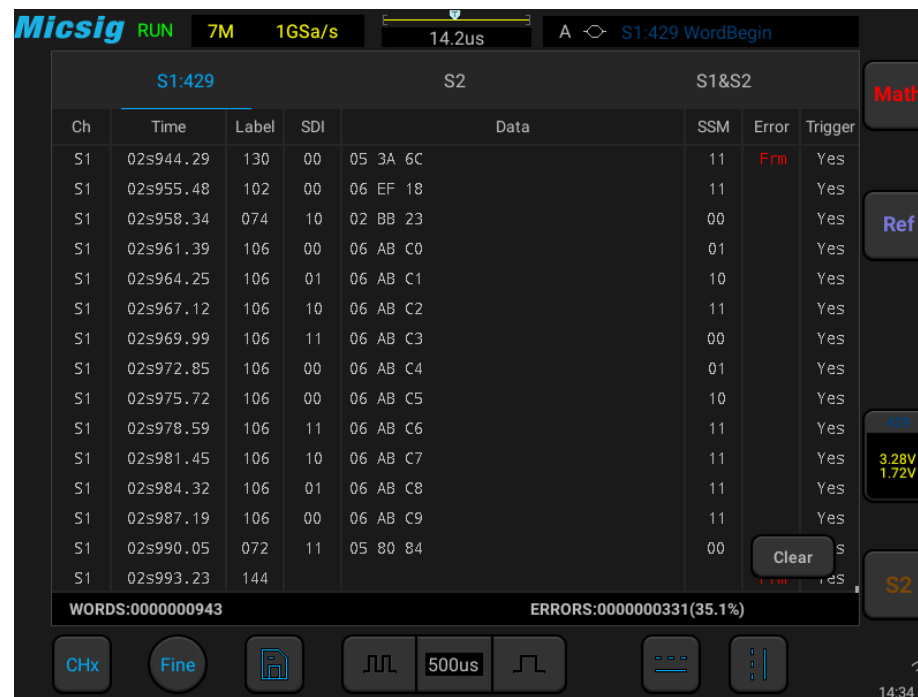 Micsig RUN 7M 1GSa/s 14.2us A S1:429 WordBegin
S1:429 S2 S1&S2
Ch Time Label SDI Data SSM Error Trigger
S1 02s944.29 130 00 05 3A 6C 11 Frm Yes
S1 02s955.48 102 00 06 EF 18 11 Yes
S1 02s958.34 074 10 02 BB 23 00 Yes
S1 02s961.39 106 00 06 AB C0 01 Yes
S1 02s964.25 106 01 06 AB C1 10 Yes
S1 02s967.12 106 10 06 AB C2 11 Yes
S1 02s969.99 106 11 06 AB C3 00 Yes
S1 02s972.85 106 00 06 AB C4 01 Yes
S1 02s975.72 106 00 06 AB C5 10 Yes
S1 02s978.59 106 11 06 AB C6 11 Yes
S1 02s981.45 106 10 06 AB C7 11 Yes
S1 02s984.32 106 01 06 AB C8 11 Yes
S1 02s987.19 106 00 06 AB C9 11 Yes
S1 02s990.05 072 11 05 80 84 00
S1 02s993.23 144
Clear
WORDS:0000000943 ERRORS:0000000331(35.1%)
Math
Ref
429
3.28V
1.72V
S2
CHx Fine 500us
14:34